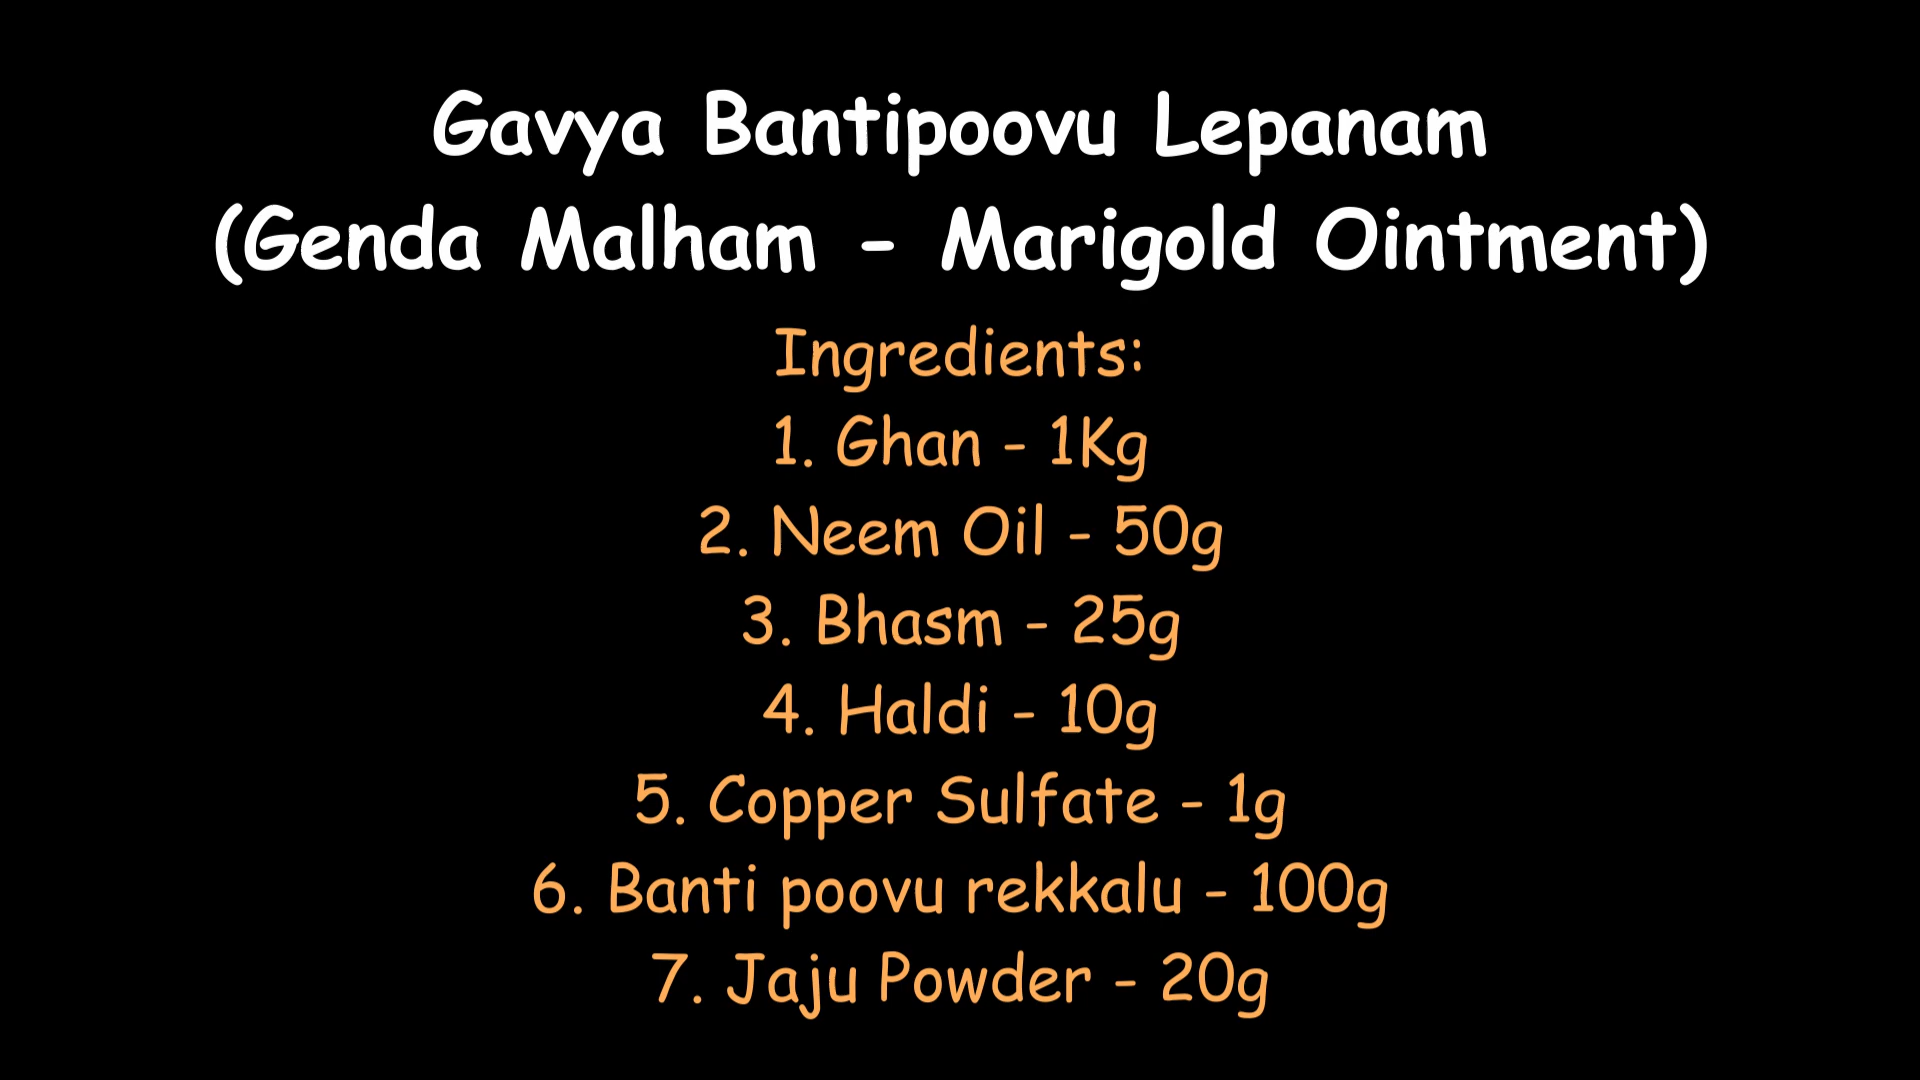 Gavya Bantipoovu Lepanam
(Genda Malham - Marigold Ointment)
Ingredients:
1. Ghan - 1Kg
2. Neem Oil - 50g
3. Bhasm - 25g
4. Haldi - 10g
5. Copper Sulfate - 1g
6. Banti poovu rekkalu - 100g
7. Jaju Powder - 20g